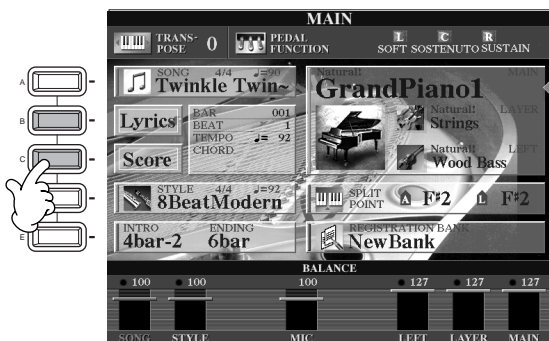 MAIN
TRANS-
POSE 0
PEDAL
FUNCTION
L C R
SOFT SOSTENUTO SUSTAIN
A
B
C
E
SONG 4/4 ♩=90
Twinkle Twin~
Lyrics
Score
BAR 001
BEAT 1
TEMPO ♩= 92
CHORD
Natural! MAIN
GrandPiano1
Natural! LAYER
Strings
Natural! LEFT
Wood Bass
STYLE 4/4 ♩=92
8BeatModern
SPLIT
POINT A F#2 L F#2
INTRO ENDING
4bar-2 6bar
REGISTRATION BANK
NewBank
BALANCE
100 100 100 127 127 127
SONG STYLE MIC LEFT LAYER MAIN